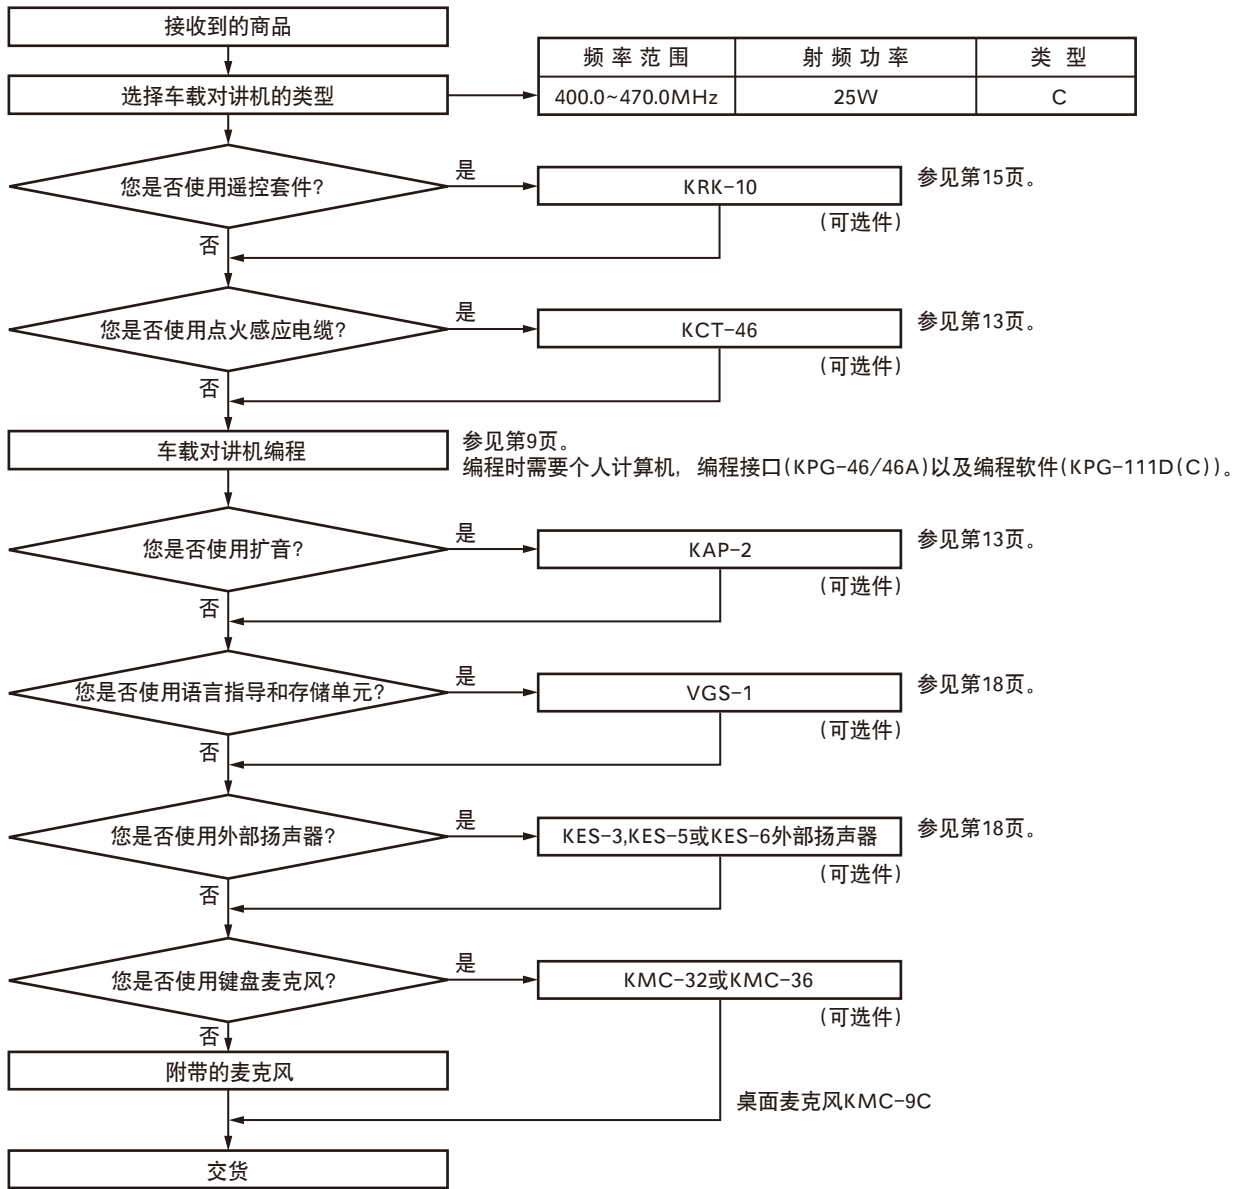 接收到的商品
频率范围 射频功率 类型
选择车载对讲机的类型
400.0~470.0MHz 25W C
您是否使用遥控套件?
是
KRK-10
参见第15页。
(可选件)
否
您是否使用点火感应电缆?
是
KCT-46
参见第13页。
(可选件)
否
车载对讲机编程
参见第9页。
编程时需要个人计算机，编程接口(KPG-46/46A)以及编程软件(KPG-111D(C))。
您是否使用扩音?
是
KAP-2
参见第13页。
(可选件)
否
您是否使用语言指导和存储单元?
是
VGS-1
参见第18页。
(可选件)
否
您是否使用外部扬声器?
是
KES-3,KES-5或KES-6外部扬声器
参见第18页。
(可选件)
否
您是否使用键盘麦克风?
是
KMC-32或KMC-36
(可选件)
否
附带的麦克风
桌面麦克风KMC-9C
交货